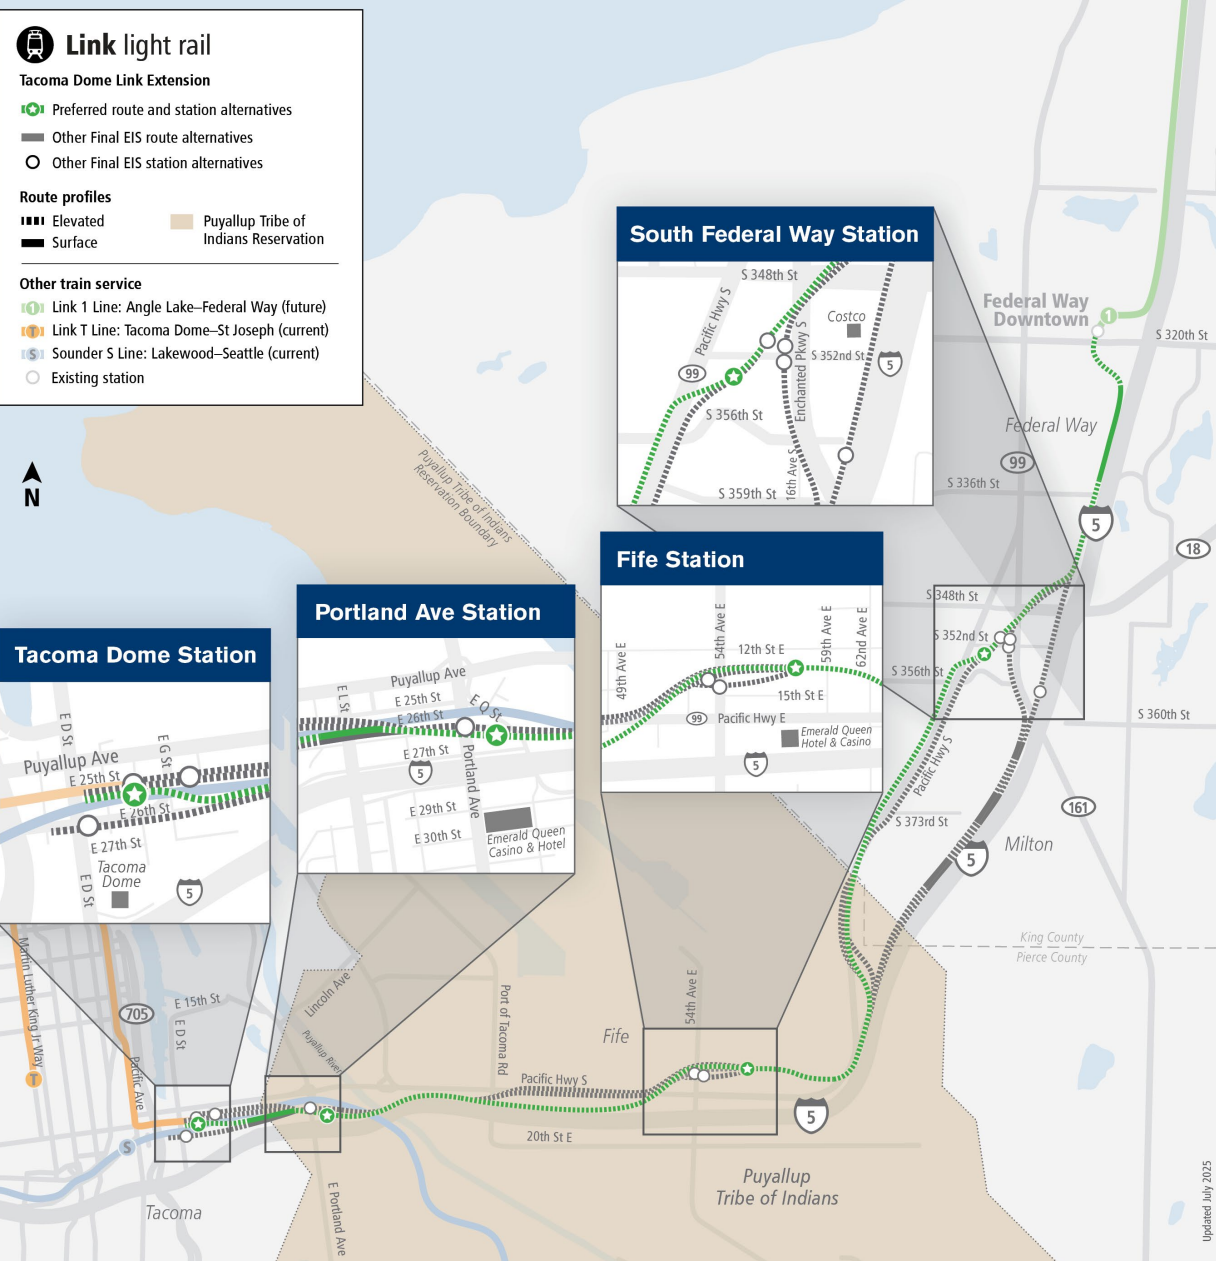 Link light rail
Tacoma Dome Link Extension
Preferred route and station alternatives
Other Final EIS route alternatives
Other Final EIS station alternatives
Route profiles
Elevated
Surface
Puyallup Tribe of
Indians Reservation
Other train service
1 Link 1 Line: Angle Lake–Federal Way (future)
T Link T Line: Tacoma Dome–St Joseph (current)
S Sounder S Line: Lakewood–Seattle (current)
Existing station
N
Puyallup Tribe of Indians
Reservation Boundary
South Federal Way Station
S 348th St
Pacific Hwy S
Costco
Enchanted Pkwy S
S 352nd St
5
99
S 356th St
16th Ave S
S 359th St
Federal Way
Downtown
1
S 320th St
Federal Way
99
S 336th St
5
18
S 348th St
S 352nd St
S 356th St
S 360th St
Pacific Hwy S
161
S 373rd St
Milton
5
King County
Pierce County
Fife Station
49th Ave E
54th Ave E
12th St E
59th Ave E
62nd Ave E
15th St E
99 Pacific Hwy E
Emerald Queen
Hotel & Casino
5
Portland Ave Station
Puyallup Ave
E L St
E 25th St
E Q St
E 26th St
E 27th St
5
Portland Ave
E 29th St
E 30th St
Emerald Queen
Casino & Hotel
Tacoma Dome Station
E D St
E G St
Puyallup Ave
E 25th St
E 26th St
E 27th St
Tacoma
Dome
E D St
5
Martin Luther King Jr Way
705
E 15th St
E D St
Lincoln Ave
Puyallup River
Port of Tacoma Rd
54th Ave E
Fife
T
Pacific Ave
Pacific Hwy S
5
20th St E
S
Puyallup
Tribe of Indians
Tacoma
E Portland Ave
Updated July 2025